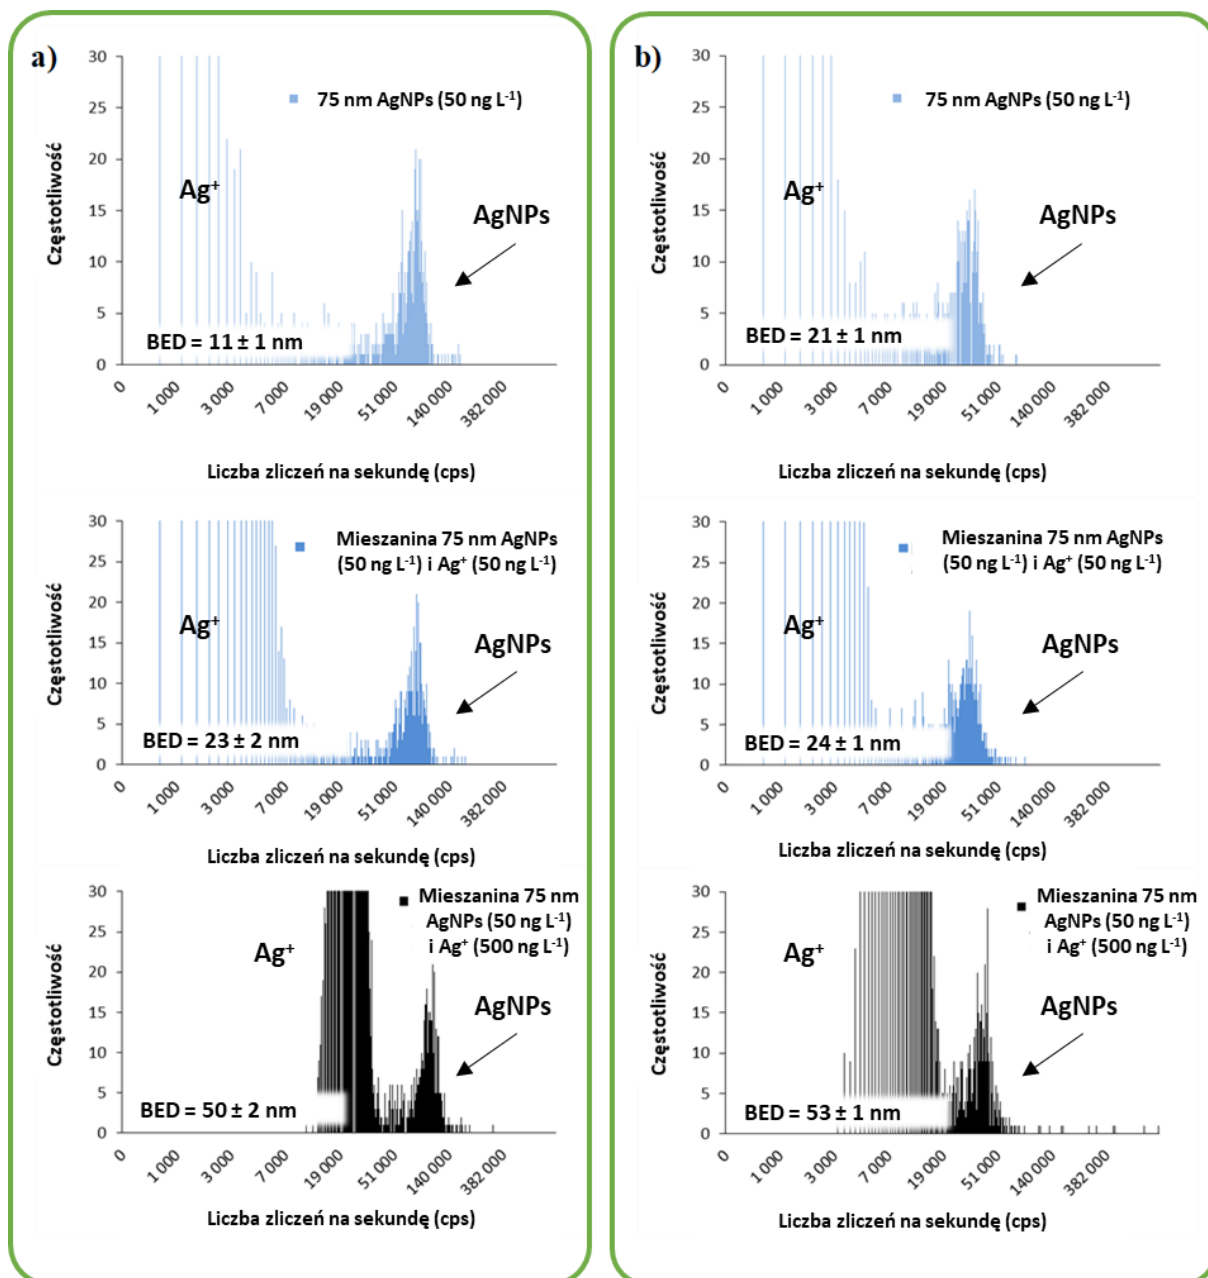 a)
30
25
20
15
10
5
0
Częstotliwość
75 nm AgNPs (50 ng L⁻¹)
Ag⁺
AgNPs
BED = 11 ± 1 nm
0 1 000 3 000 7 000 19 000 51 000 140 000 382 000
Liczba zliczeń na sekundę (cps)
30
25
20
15
10
5
0
Częstotliwość
Mieszanina 75 nm AgNPs
(50 ng L⁻¹) i Ag⁺ (50 ng L⁻¹)
Ag⁺
AgNPs
BED = 23 ± 2 nm
0 1 000 3 000 7 000 19 000 51 000 140 000 382 000
Liczba zliczeń na sekundę (cps)
30
25
20
15
10
5
0
Częstotliwość
Mieszanina 75 nm
AgNPs (50 ng L⁻¹)
i Ag⁺ (500 ng L⁻¹)
Ag⁺
AgNPs
BED = 50 ± 2 nm
0 1 000 3 000 7 000 19 000 51 000 140 000 382 000
Liczba zliczeń na sekundę (cps)
b)
30
25
20
15
10
5
0
Częstotliwość
75 nm AgNPs (50 ng L⁻¹)
Ag⁺
AgNPs
BED = 21 ± 1 nm
0 1 000 3 000 7 000 19 000 51 000 140 000 382 000
Liczba zliczeń na sekundę (cps)
30
25
20
15
10
5
0
Częstotliwość
Mieszanina 75 nm AgNPs
(50 ng L⁻¹) i Ag⁺ (50 ng L⁻¹)
Ag⁺
AgNPs
BED = 24 ± 1 nm
0 1 000 3 000 7 000 19 000 51 000 140 000 382 000
Liczba zliczeń na sekundę (cps)
30
25
20
15
10
5
0
Częstotliwość
Mieszanina 75 nm
AgNPs (50 ng L⁻¹)
i Ag⁺ (500 ng L⁻¹)
Ag⁺
AgNPs
BED = 53 ± 1 nm
0 1 000 3 000 7 000 19 000 51 000 140 000 382 000
Liczba zliczeń na sekundę (cps)